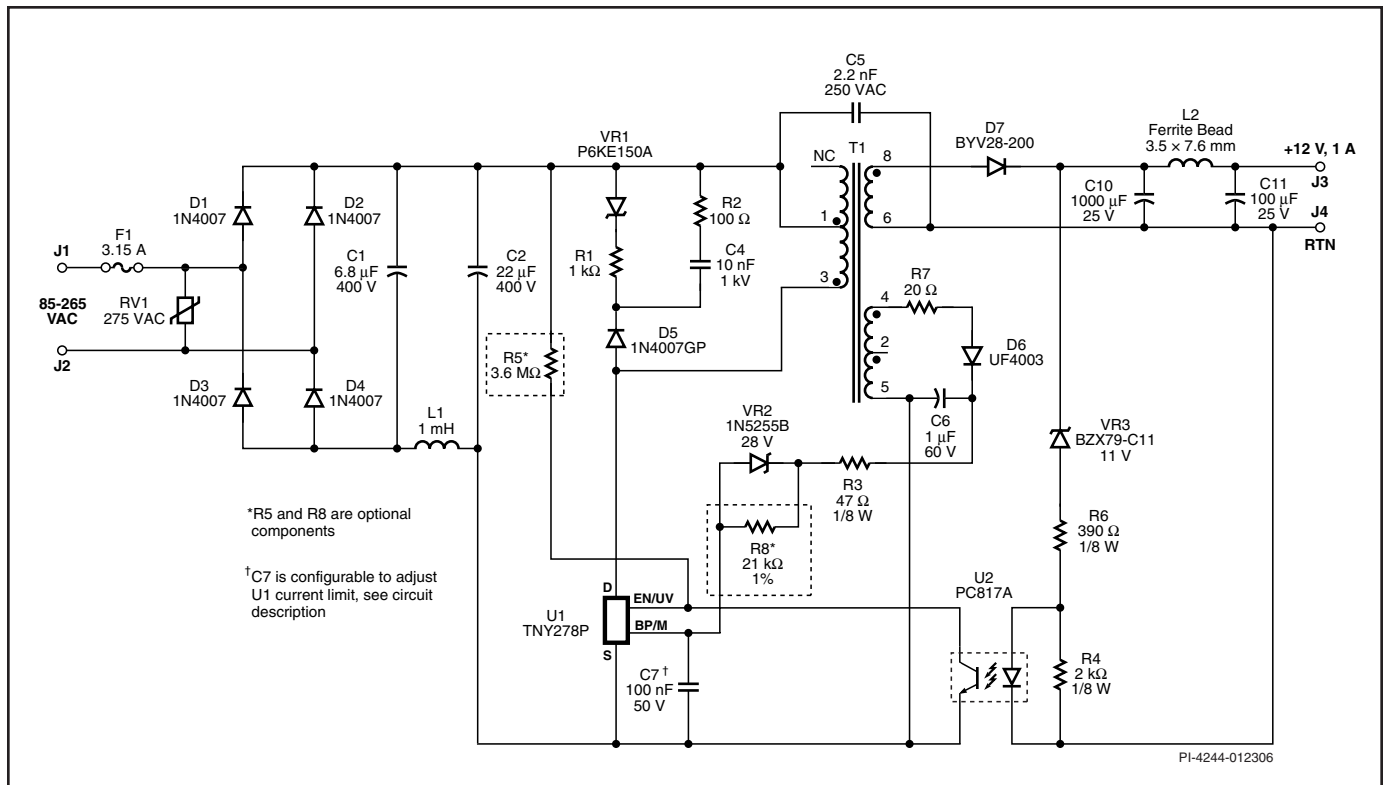 C5
2.2 nF
250 VAC
VR1
P6KE150A
D7
BYV28-200
L2
Ferrite Bead
3.5 × 7.6 mm
+12 V, 1 A
J3
NC
T1
8
D1
1N4007
D2
1N4007
R2
100 Ω
C10
1000 µF
25 V
C11
100 µF
25 V
J4
RTN
1
6
J1
F1
3.15 A
C1
6.8 µF
400 V
C2
22 µF
400 V
R1
1 kΩ
C4
10 nF
1 kV
3
R7
20 Ω
4
85-265
VAC
RV1
275 VAC
J2
D5
1N4007GP
2
D6
UF4003
R5*
3.6 MΩ
D3
1N4007
D4
1N4007
5
L1
1 mH
VR2
1N5255B
28 V
C6
1 µF
60 V
VR3
BZX79-C11
11 V
R3
47 Ω
1/8 W
*R5 and R8 are optional
components
R8*
21 kΩ
1%
R6
390 Ω
1/8 W
†C7 is configurable to adjust
U1 current limit, see circuit
description
D
EN/UV
U1
TNY278P
BP/M
S
U2
PC817A
C7†
100 nF
50 V
R4
2 kΩ
1/8 W
PI-4244-012306